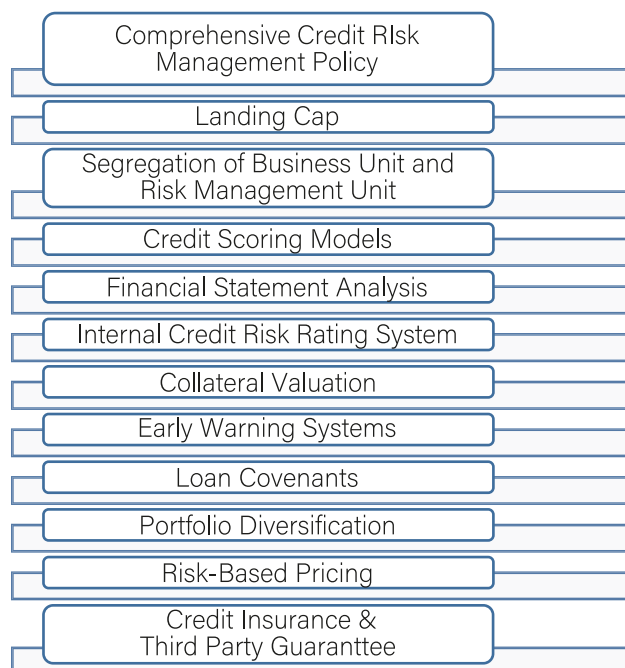 Comprehensive Credit RIsk
Management Policy
Landing Cap
Segregation of Business Unit and
Risk Management Unit
Credit Scoring Models
Financial Statement Analysis
Internal Credit Risk Rating System
Collateral Valuation
Early Warning Systems
Loan Covenants
Portfolio Diversification
Risk-Based Pricing
Credit Insurance &
Third Party Guarantee